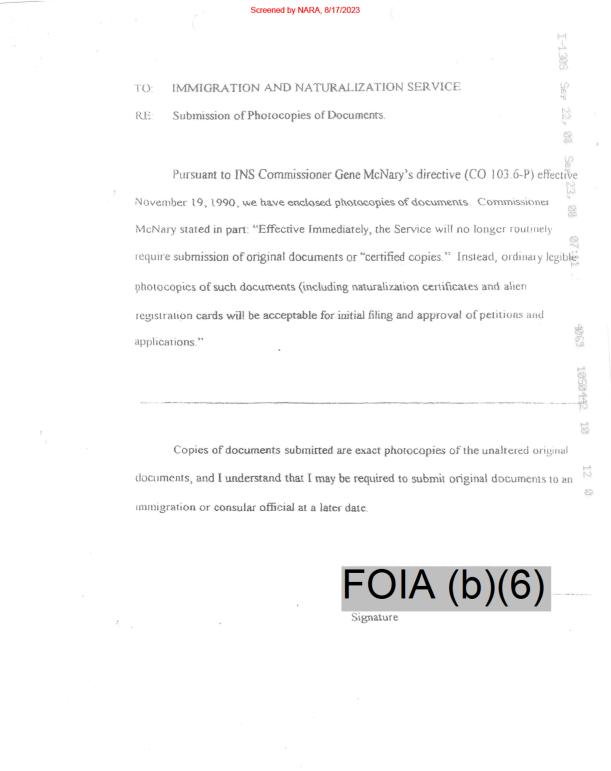 Screened by NARA, 8/17/2023
TO: IMMIGRATION AND NATURALIZATION SERVICE
RE: Submission of Photocopies of Documents.
Pursuant to INS Commissioner Gene McNary's directive (CO 103.6-P) effective
November 19, 1990, we have enclosed photocopies of documents. Commissioner
McNary stated in part: "Effective Immediately, the Service will no longer routinely
require submission of original documents or "certified copies." Instead, ordinary legible
photocopies of such documents (including naturalization certificates and alien
registration cards will be acceptable for initial filing and approval of petitions and
applications."
Copies of documents submitted are exact photocopies of the unaltered original
documents, and I understand that I may be required to submit original documents to an
immigration or consular official at a later date.
FOIA (b)(6)
Signature
I-130S Sep 22, 08 Sep 23, 08
12 0